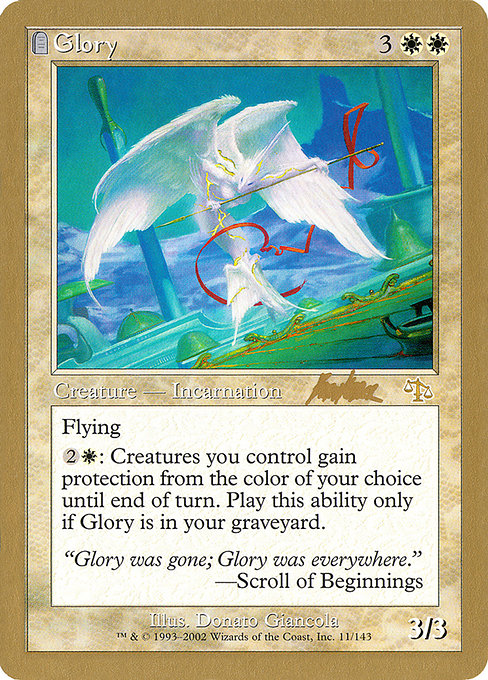 Glory 3
Creature — Incarnation
Flying
2: Creatures you control gain
protection from the color of your choice
until end of turn. Play this ability only
if Glory is in your graveyard.
“Glory was gone; Glory was everywhere.”
—Scroll of Beginnings
Illus. Donato Giancola
™ & © 1993–2002 Wizards of the Coast, Inc. 11/143
3/3